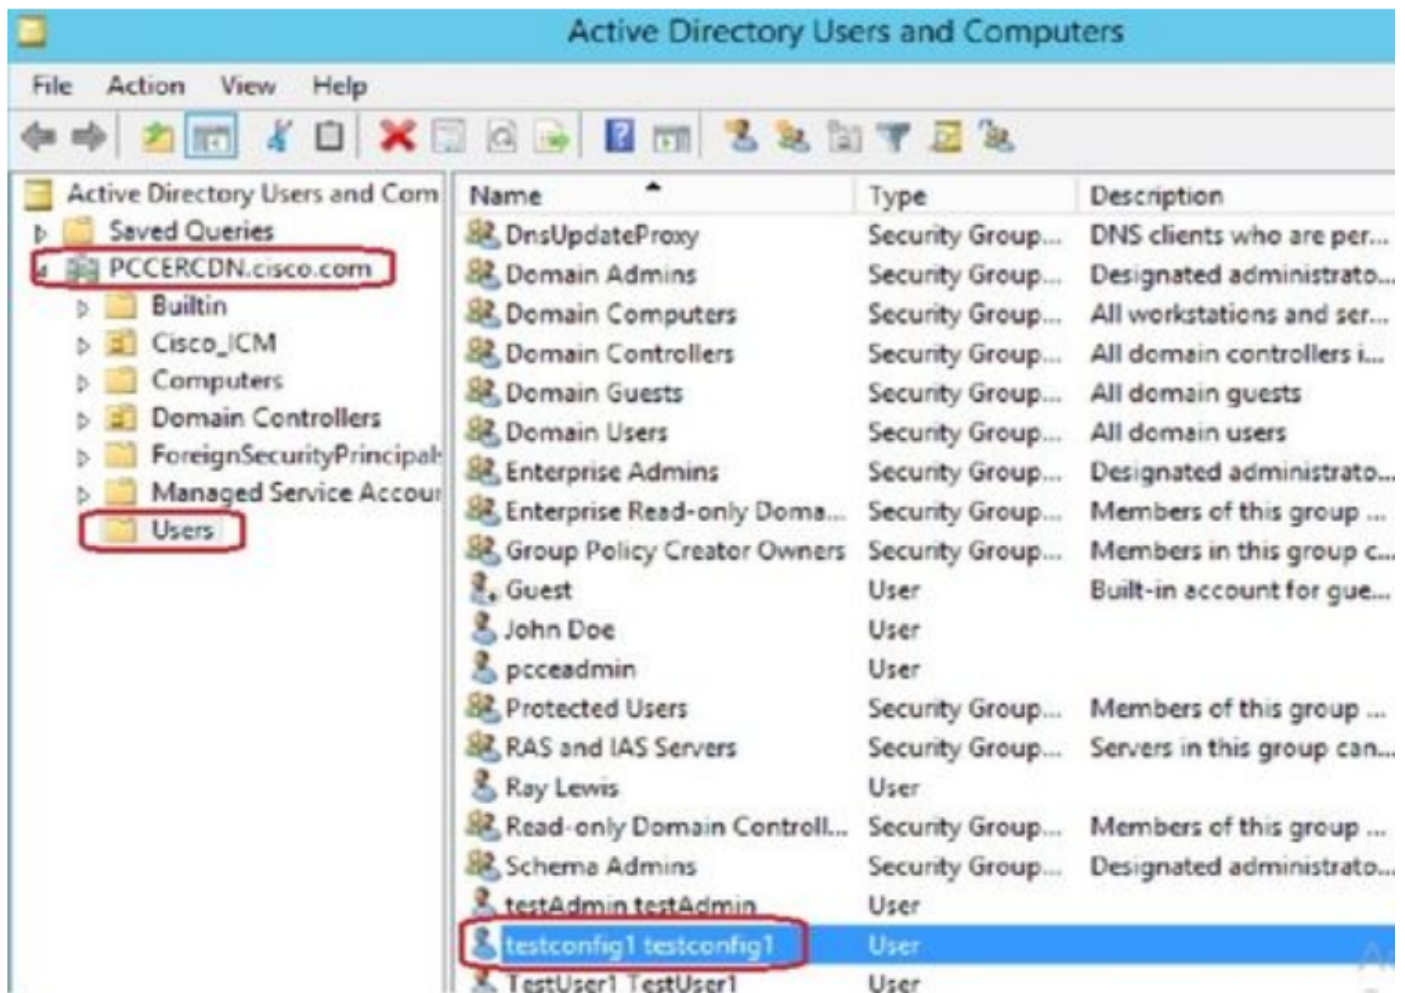 Active Directory Users and Computers
File Action View Help
Active Directory Users and Com
Saved Queries
PCCERCDN.cisco.com
Builtin
Cisco_ICM
Computers
Domain Controllers
ForeignSecurityPrincipals
Managed Service Accour
Users
Name Type Description
DnsUpdateProxy Security Group... DNS clients who are per...
Domain Admins Security Group... Designated administrato...
Domain Computers Security Group... All workstations and ser...
Domain Controllers Security Group... All domain controllers i...
Domain Guests Security Group... All domain guests
Domain Users Security Group... All domain users
Enterprise Admins Security Group... Designated administrato...
Enterprise Read-only Doma... Security Group... Members of this group ...
Group Policy Creator Owners Security Group... Members in this group c...
Guest User Built-in account for gue...
John Doe User
pcceadmin User
Protected Users Security Group... Members of this group ...
RAS and IAS Servers Security Group... Servers in this group can...
Ray Lewis User
Read-only Domain Controll... Security Group... Members of this group ...
Schema Admins Security Group... Designated administrato...
testAdmin testAdmin User
testconfig1 testconfig1 User
TestUser1 TestUser1 User